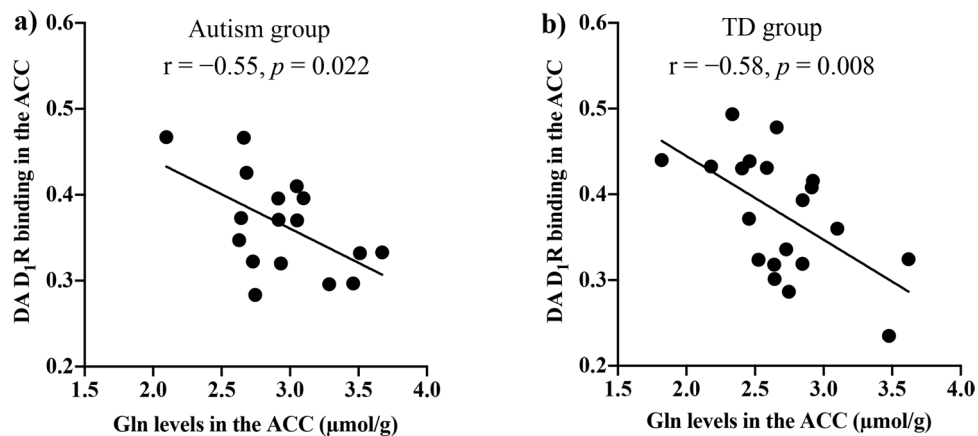 a)
Autism group
r = −0.55, p = 0.022
DA D₁R binding in the ACC
0.6
0.5
0.4
0.3
0.2
1.5 2.0 2.5 3.0 3.5 4.0
Gln levels in the ACC (μmol/g)
b)
TD group
r = −0.58, p = 0.008
DA D₁R binding in the ACC
0.6
0.5
0.4
0.3
0.2
1.5 2.0 2.5 3.0 3.5 4.0
Gln levels in the ACC (μmol/g)